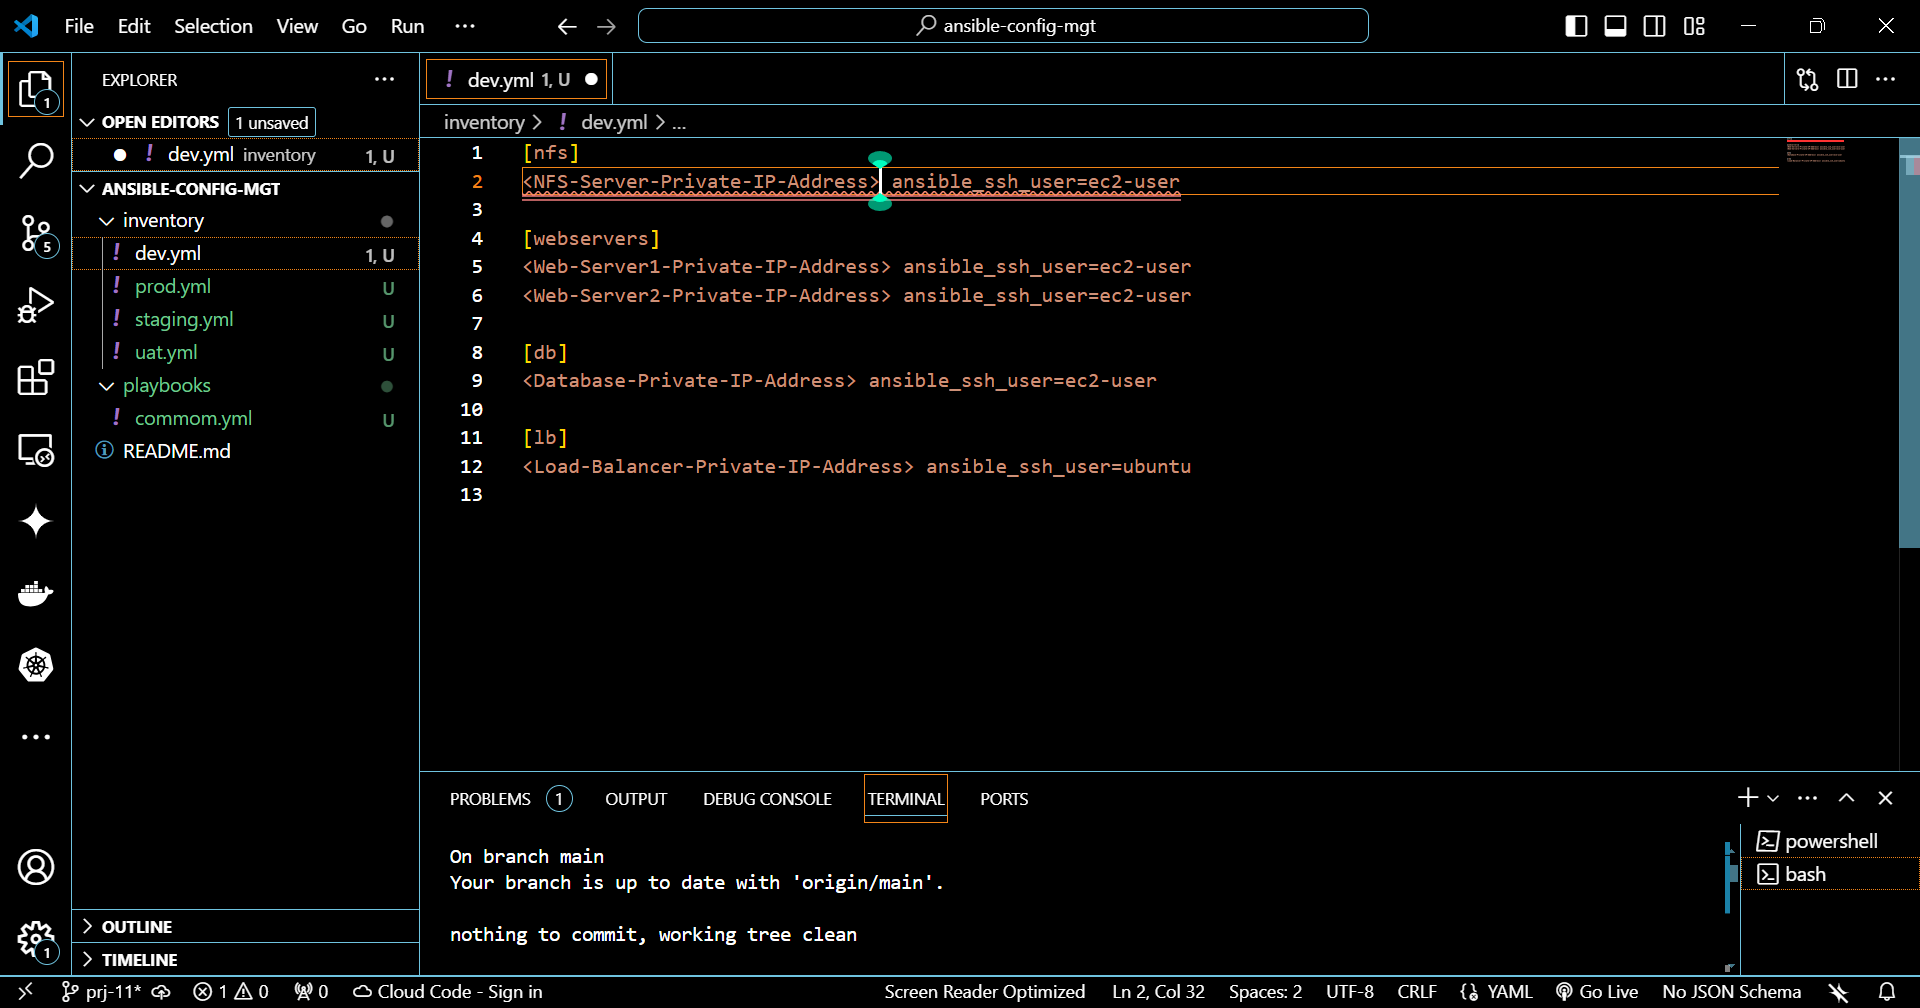 File Edit Selection View Go Run ···
ansible-config-mgt
EXPLORER ···
OPEN EDITORS 1 unsaved
! dev.yml inventory 1, U
ANSIBLE-CONFIG-MGT
inventory
! dev.yml 1, U
! prod.yml U
! staging.yml U
! uat.yml U
playbooks
! commom.yml U
README.md
OUTLINE
TIMELINE
1
5
1
! dev.yml 1, U
inventory > ! dev.yml > ...
1 [nfs]
2 <NFS-Server-Private-IP-Address> ansible_ssh_user=ec2-user
3
4 [webservers]
5 <Web-Server1-Private-IP-Address> ansible_ssh_user=ec2-user
6 <Web-Server2-Private-IP-Address> ansible_ssh_user=ec2-user
7
8 [db]
9 <Database-Private-IP-Address> ansible_ssh_user=ec2-user
10
11 [lb]
12 <Load-Balancer-Private-IP-Address> ansible_ssh_user=ubuntu
13
PROBLEMS 1 OUTPUT DEBUG CONSOLE TERMINAL PORTS
On branch main
Your branch is up to date with 'origin/main'.
nothing to commit, working tree clean
powershell
bash
prj-11* 1 0 0 Cloud Code - Sign in Screen Reader Optimized Ln 2, Col 32 Spaces: 2 UTF-8 CRLF YAML Go Live No JSON Schema